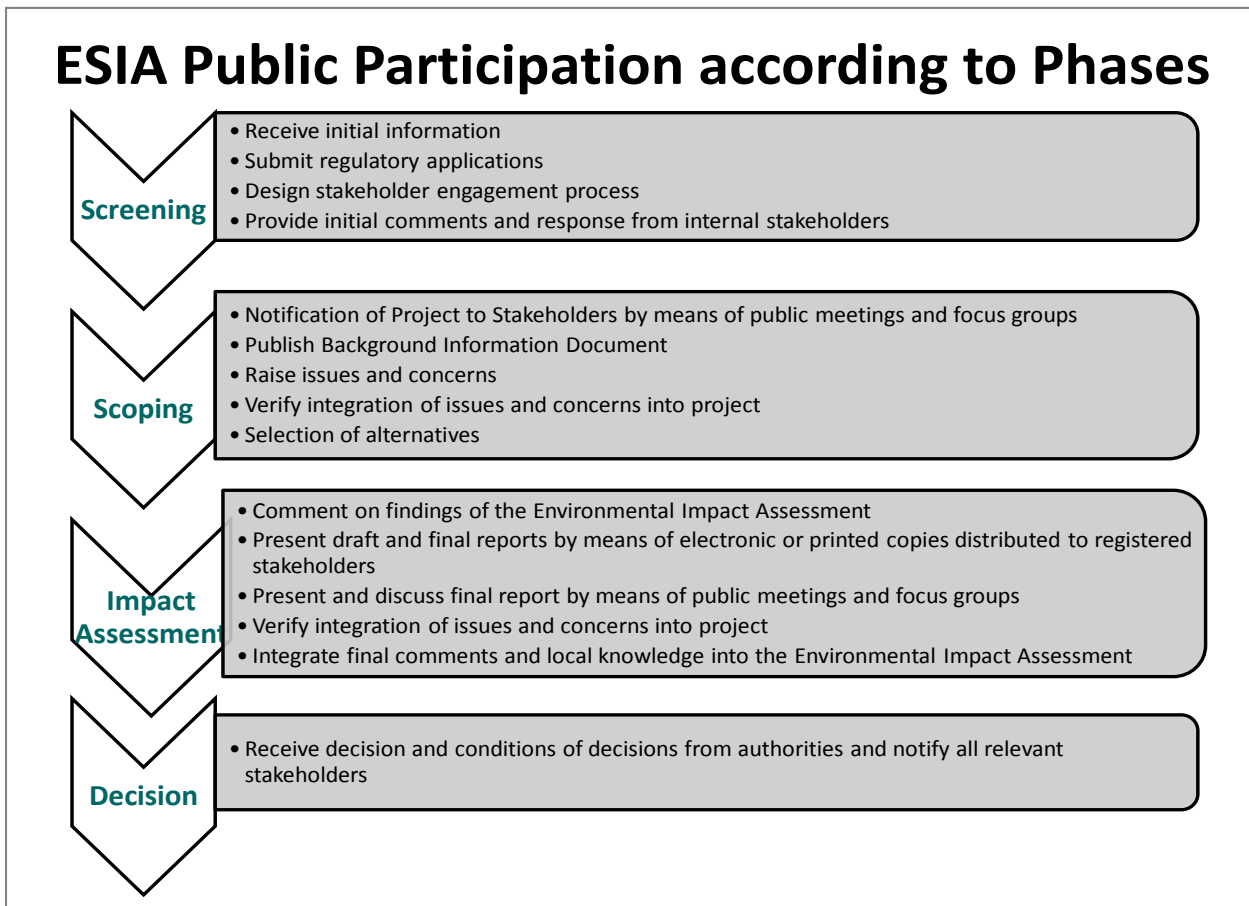 ESIA Public Participation according to Phases
Screening
• Receive initial information
• Submit regulatory applications
• Design stakeholder engagement process
• Provide initial comments and response from internal stakeholders
Scoping
• Notification of Project to Stakeholders by means of public meetings and focus groups
• Publish Background Information Document
• Raise issues and concerns
• Verify integration of issues and concerns into project
• Selection of alternatives
Impact
Assessment
• Comment on findings of the Environmental Impact Assessment
• Present draft and final reports by means of electronic or printed copies distributed to registered
stakeholders
• Present and discuss final report by means of public meetings and focus groups
• Verify integration of issues and concerns into project
• Integrate final comments and local knowledge into the Environmental Impact Assessment
Decision
• Receive decision and conditions of decisions from authorities and notify all relevant
stakeholders